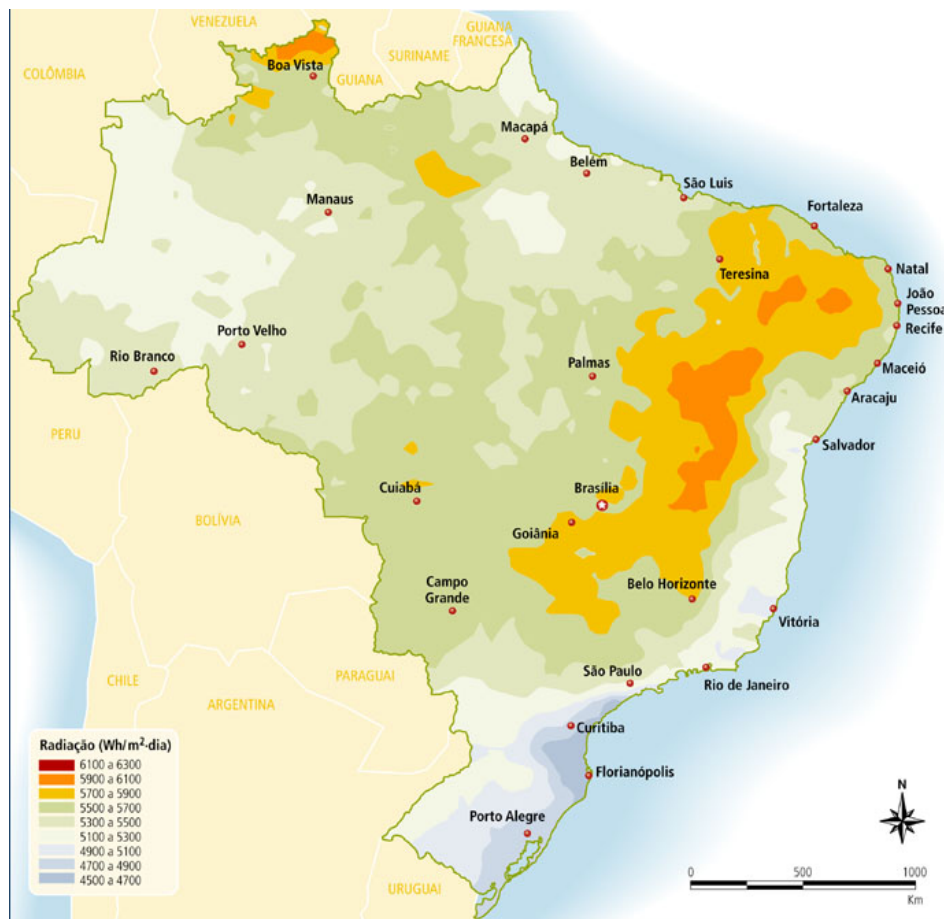 VENEZUELA
GUIANA
FRANCESA
SURINAME
COLÔMBIA
Boa Vista
GUIANA
Macapá
Belém
São Luís
Manaus
Fortaleza
Teresina
Natal
João
Pessoa
Recife
Porto Velho
Rio Branco
Palmas
Maceió
Aracaju
PERU
Salvador
Cuiabá
Brasília
BOLÍVIA
Goiânia
Campo
Grande
Belo Horizonte
Vitória
PARAGUAI
CHILE
São Paulo
Rio de Janeiro
ARGENTINA
Curitiba
Radiação (Wh/m²·dia)
6100 a 6300
5900 a 6100
5700 a 5900
5500 a 5700
5300 a 5500
5100 a 5300
4900 a 5100
4700 a 4900
4500 a 4700
Florianópolis
Porto Alegre
URUGUAI
N
0 500 1000
Km